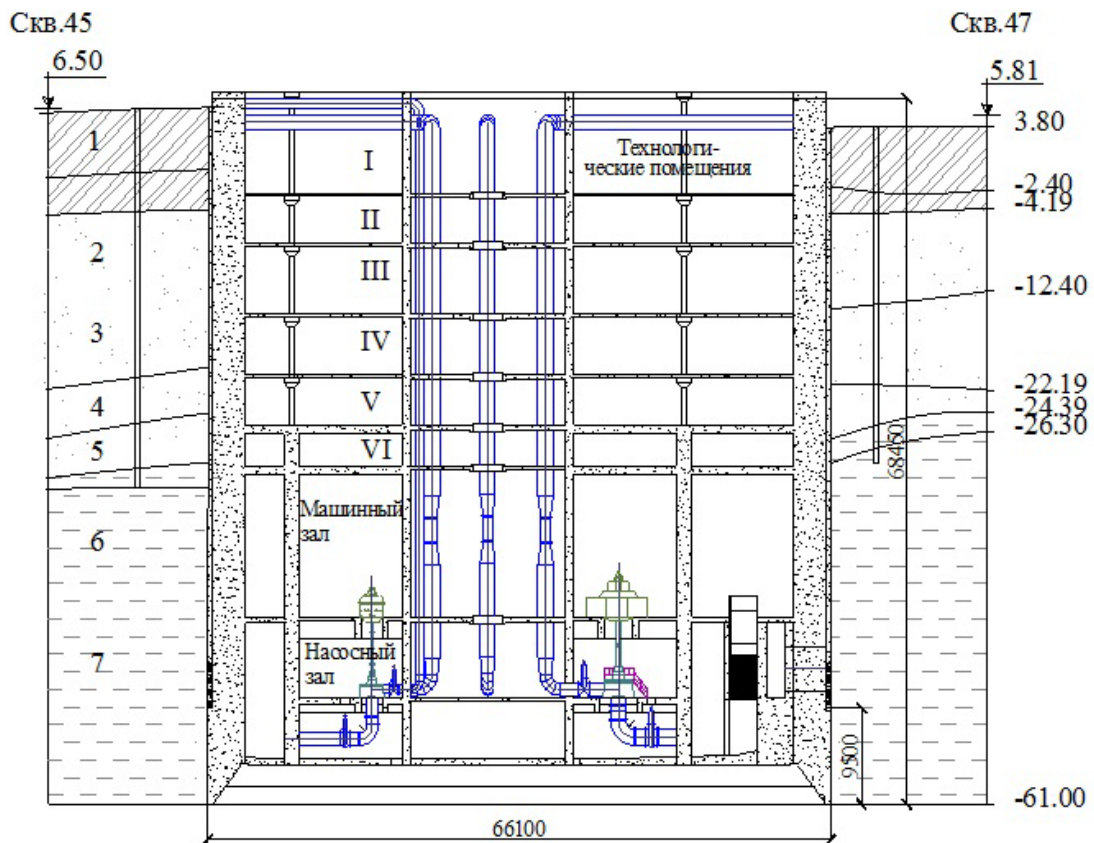 Скв.45
Скв.47
6.50
5.81
3.80
1
I
Технологи-
ческие помещения
-2.40
-4.19
II
2
III
-12.40
3
IV
-22.19
4
V
-24.39
-26.30
5
VI
68450
Машинный
зал
6
7
Насосный
зал
9500
-61.00
66100